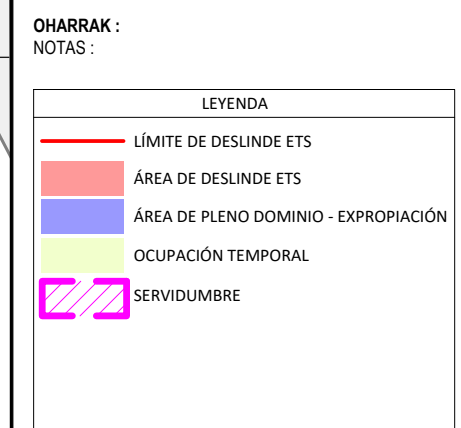 OHARRAK :
NOTAS :
LEYENDA
LÍMITE DE DESLINDE ETS
ÁREA DE DESLINDE ETS
ÁREA DE PLENO DOMINIO - EXPROPIACIÓN
OCUPACIÓN TEMPORAL
SERVIDUMBRE